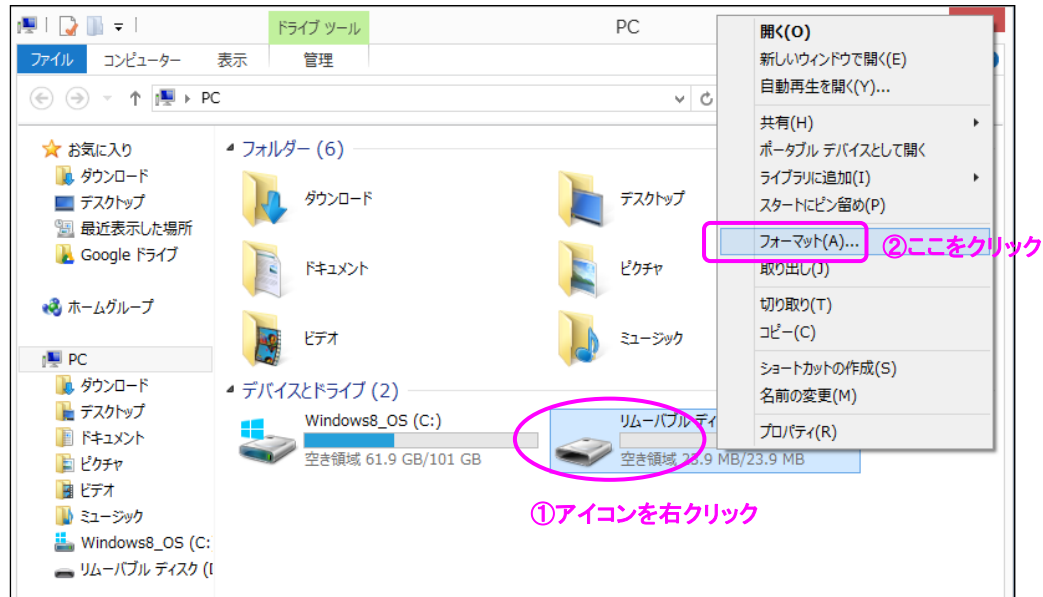 ドライブ ツール
PC
ファイル
コンピューター
表示
管理
PC
お気に入り
ダウンロード
デスクトップ
最近表示した場所
Google ドライブ
ホームグループ
PC
ダウンロード
デスクトップ
ドキュメント
ピクチャ
ビデオ
ミュージック
Windows8_OS (C:
リムーバブル ディスク (
フォルダー (6)
ダウンロード
デスクトップ
ドキュメント
ピクチャ
ビデオ
ミュージック
デバイスとドライブ (2)
Windows8_OS (C:)
空き領域 61.9 GB/101 GB
リムーバブル ディ
空き領域 23.9 MB/23.9 MB
①アイコンを右クリック
開く(O)
新しいウィンドウで開く(E)
自動再生を開く(Y)...
共有(H)
ポータブル デバイスとして開く
ライブラリに追加(I)
スタートにピン留め(P)
フォーマット(A)...
②ここをクリック
取り出し(J)
切り取り(T)
コピー(C)
ショートカットの作成(S)
名前の変更(M)
プロパティ(R)